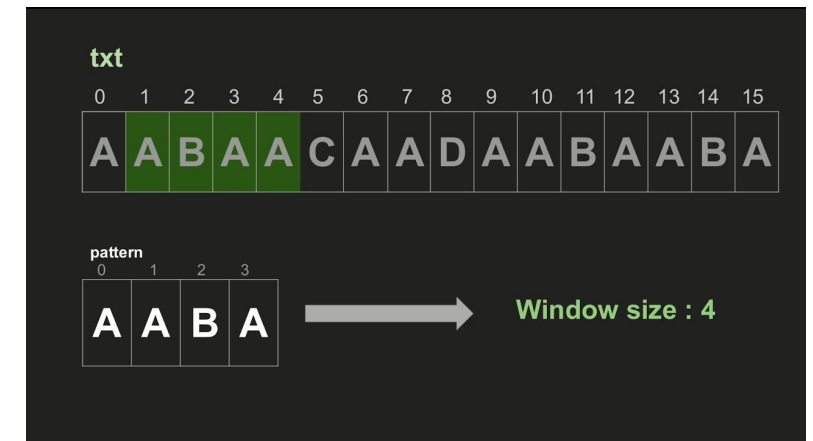 txt
0 1 2 3 4 5 6 7 8 9 10 11 12 13 14 15
A A B A A C A A D A A B A A B A
pattern
0 1 2 3
A A B A
Window size : 4